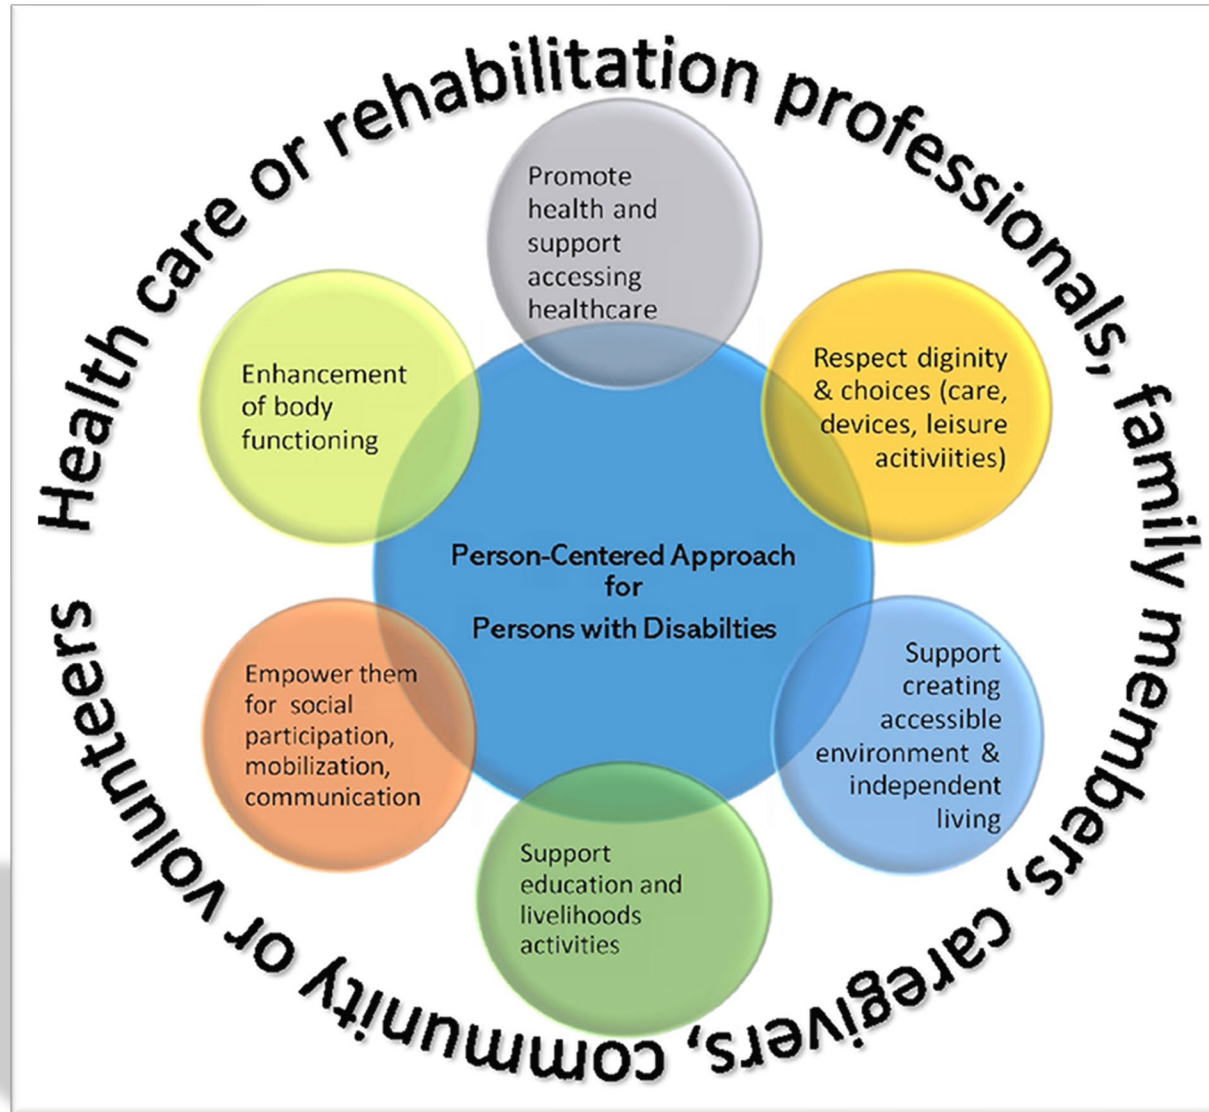 Health care or rehabilitation professionals, family members, caregivers, community or volunteers
Promote
health and
support
accessing
healthcare
Respect diginity
& choices (care,
devices, leisure
acitiviities)
Support
creating
accessible
environment &
independent
living
Support
education and
livelihoods
activities
Empower them
for social
participation,
mobilization,
communication
Enhancement
of body
functioning
Person-Centered Approach
for
Persons with Disabilties